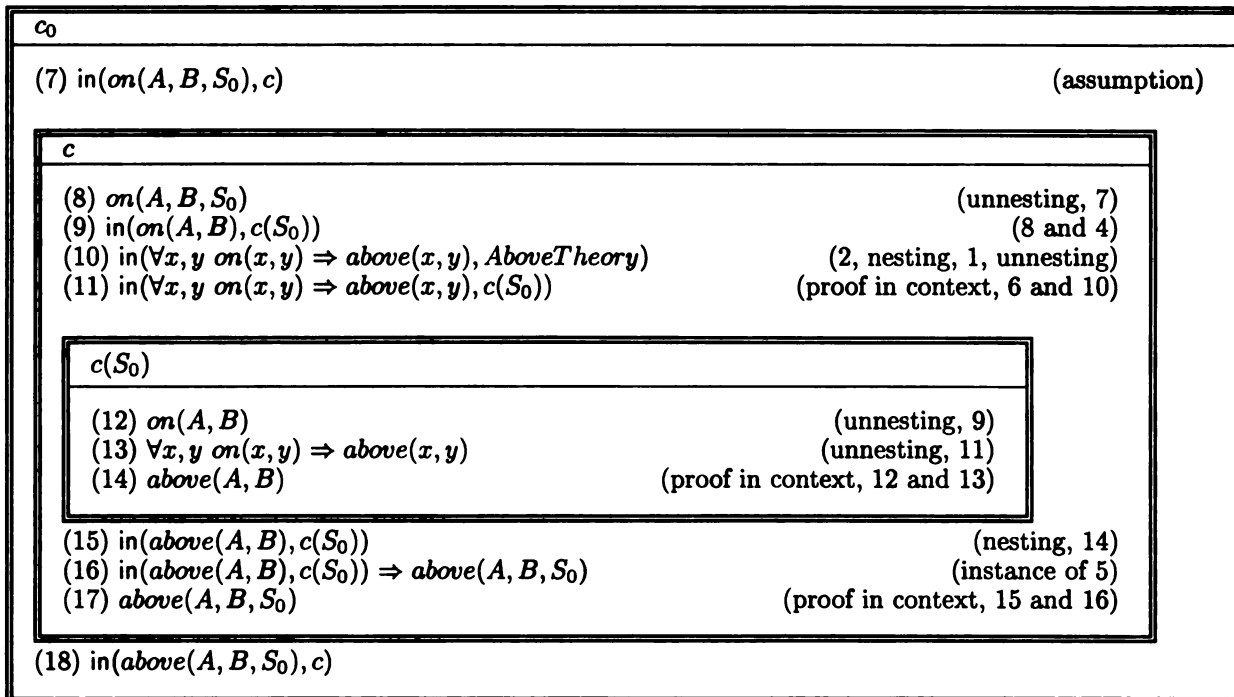 c₀
(7) in(on(A, B, S₀), c) (assumption)
c
(8) on(A, B, S₀) (unnesting, 7)
(9) in(on(A, B), c(S₀)) (8 and 4)
(10) in(∀x, y on(x, y) ⇒ above(x, y), AboveTheory) (2, nesting, 1, unnesting)
(11) in(∀x, y on(x, y) ⇒ above(x, y), c(S₀)) (proof in context, 6 and 10)
c(S₀)
(12) on(A, B) (unnesting, 9)
(13) ∀x, y on(x, y) ⇒ above(x, y) (unnesting, 11)
(14) above(A, B) (proof in context, 12 and 13)
(15) in(above(A, B), c(S₀)) (nesting, 14)
(16) in(above(A, B), c(S₀)) ⇒ above(A, B, S₀) (instance of 5)
(17) above(A, B, S₀) (proof in context, 15 and 16)
(18) in(above(A, B, S₀), c)